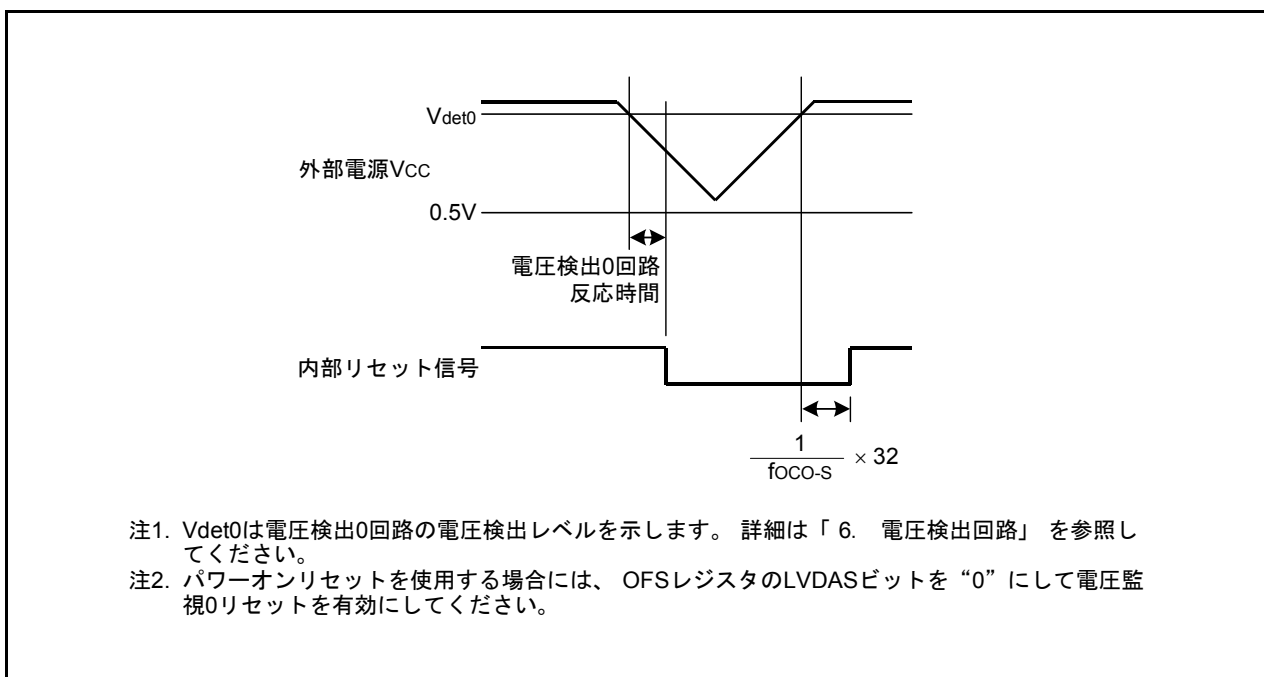 Vdet0
外部電源VCC
0.5V
電圧検出0回路
反応時間
内部リセット信号
1
fOCO-S
× 32
注1. Vdet0は電圧検出0回路の電圧検出レベルを示します。 詳細は「 6. 電圧検出回路」 を参照し
てください。
注2. パワーオンリセットを使用する場合には、 OFSレジスタのLVDASビットを“0”にして電圧監
視0リセットを有効にしてください。